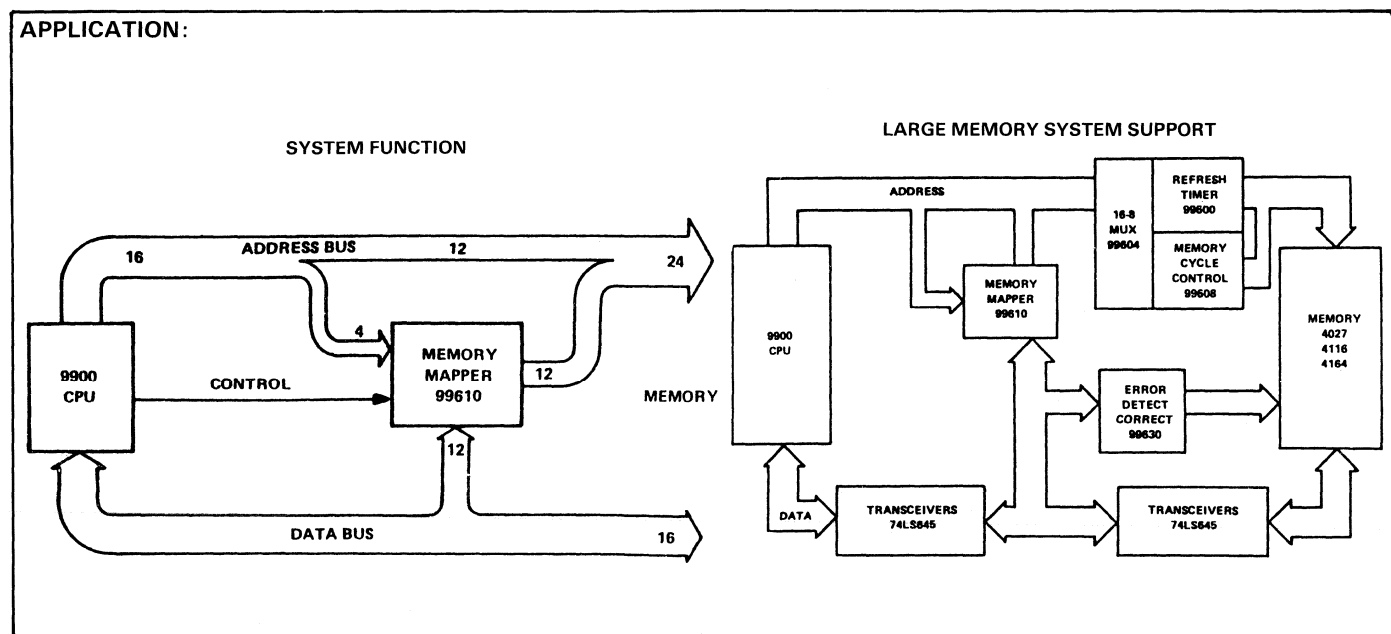 APPLICATION:
SYSTEM FUNCTION
ADDRESS BUS
16
12
24
4
9900
CPU
CONTROL
MEMORY
MAPPER
99610
12
MEMORY
12
DATA BUS
16
LARGE MEMORY SYSTEM SUPPORT
ADDRESS
16-8
MUX
99604
REFRESH
TIMER
99600
MEMORY
CYCLE
CONTROL
99608
MEMORY
MAPPER
99610
9900
CPU
MEMORY
4027
4116
4164
ERROR
DETECT
CORRECT
99630
DATA
TRANSCEIVERS
74LS645
TRANSCEIVERS
74LS645